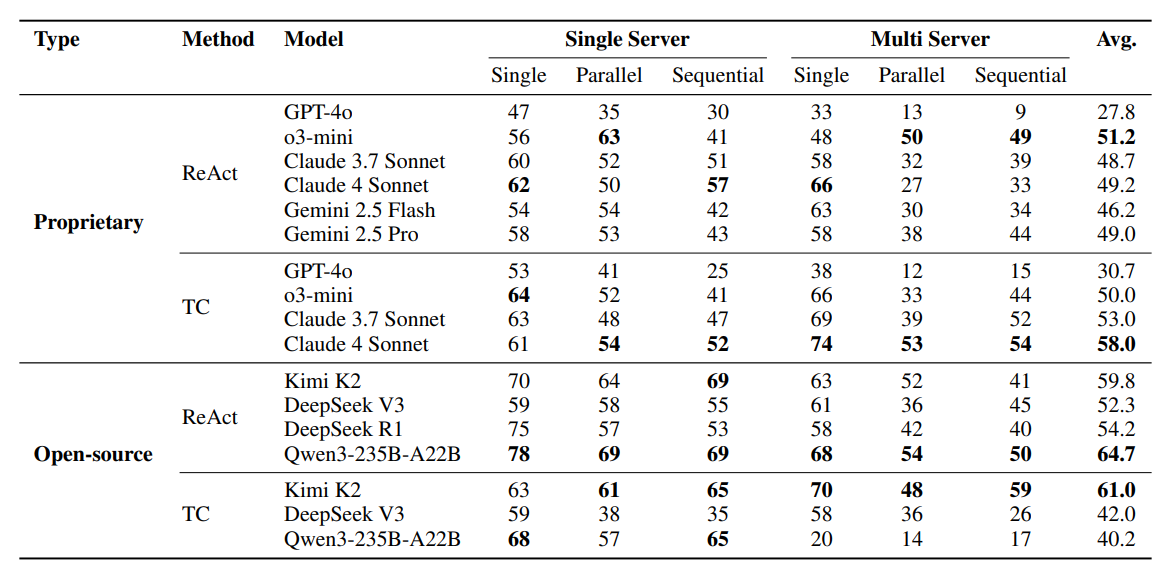 Type Method Model Single Server Multi Server Avg.
Single Parallel Sequential Single Parallel Sequential
GPT-4o 47 35 30 33 13 9 27.8
o3-mini 56 63 41 48 50 49 51.2
Claude 3.7 Sonnet 60 52 51 58 32 39 48.7
ReAct
Claude 4 Sonnet 62 50 57 66 27 33 49.2
Gemini 2.5 Flash 54 54 42 63 30 34 46.2
Proprietary
Gemini 2.5 Pro 58 53 43 58 38 44 49.0
GPT-4o 53 41 25 38 12 15 30.7
o3-mini 64 52 41 66 33 44 50.0
TC
Claude 3.7 Sonnet 63 48 47 69 39 52 53.0
Claude 4 Sonnet 61 54 52 74 53 54 58.0
Kimi K2 70 64 69 63 52 41 59.8
DeepSeek V3 59 58 55 61 36 45 52.3
ReAct
DeepSeek R1 75 57 53 58 42 40 54.2
Open-source Qwen3-235B-A22B 78 69 69 68 54 50 64.7
Kimi K2 63 61 65 70 48 59 61.0
TC DeepSeek V3 59 38 35 58 36 26 42.0
Qwen3-235B-A22B 68 57 65 20 14 17 40.2